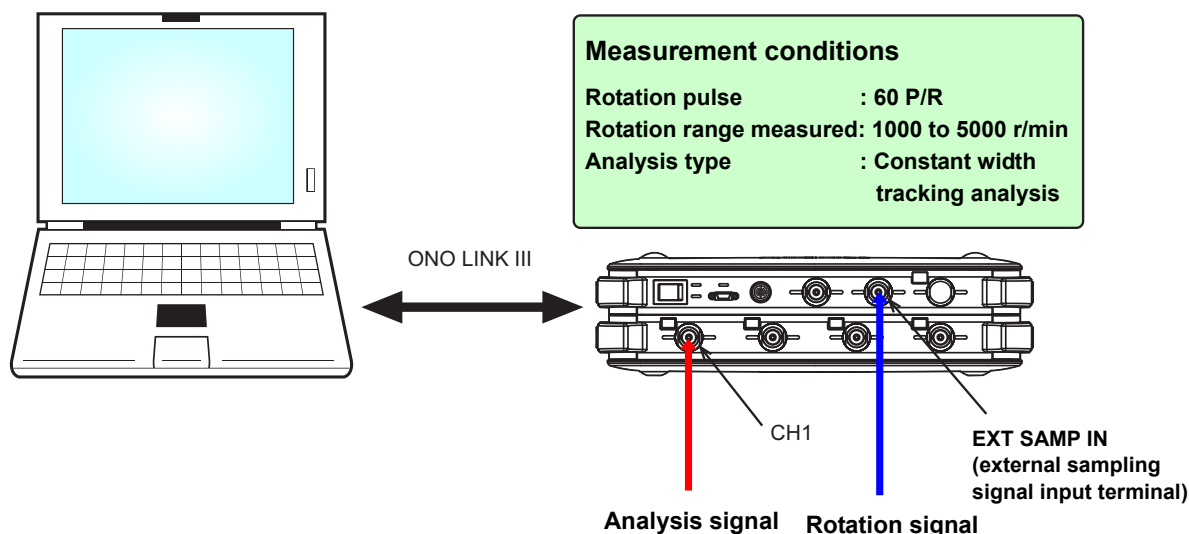 Measurement conditions
Rotation pulse : 60 P/R
Rotation range measured: 1000 to 5000 r/min
Analysis type : Constant width
tracking analysis
ONO LINK III
CH1
EXT SAMP IN
(external sampling
signal input terminal)
Analysis signal
Rotation signal